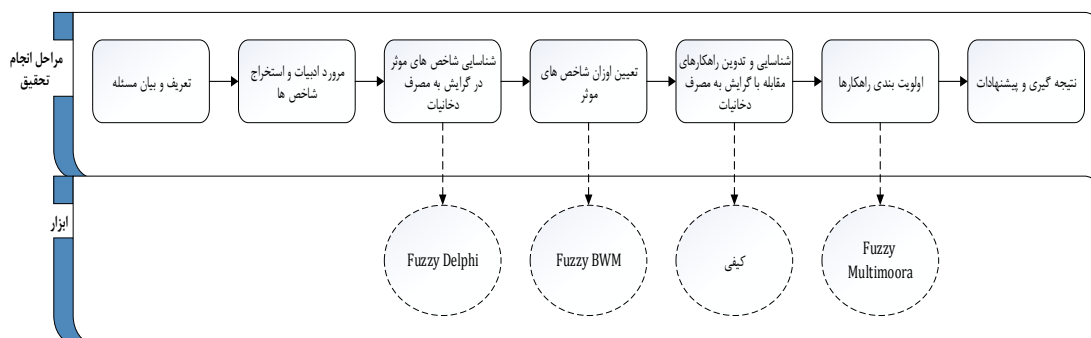 مراحل انجام
تحقیق
تعریف و بیان مسئله
مرورد ادبیات و استخراج
شاخص ها
شناسایی شاخص های موثر
در گرایش به مصرف
دخانیات
تعیین اوزان شاخص های
موثر
شناسایی و تدوین راهکارهای
مقابله با گرایش به مصرف
دخانیات
اولویت بندی راهکارها
نتیجه گیری و پیشنهادات
ابزار
Fuzzy Delphi
Fuzzy BWM
کیفی
Fuzzy
Multimoora